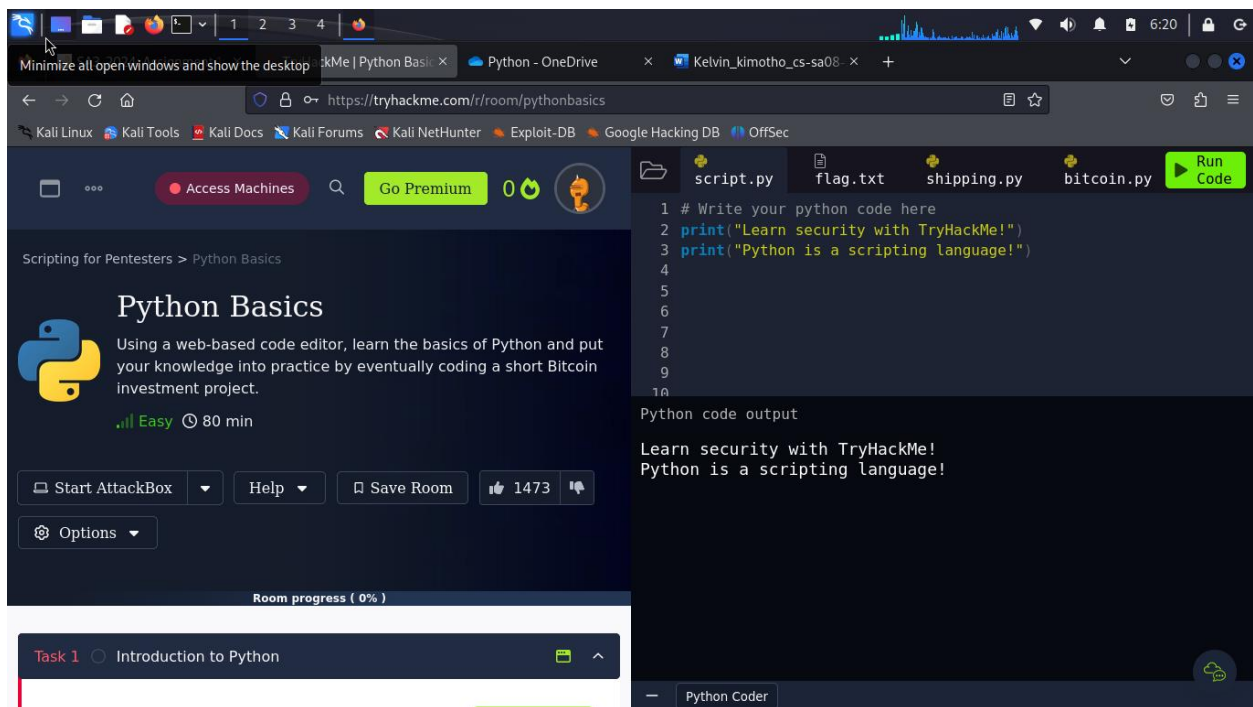 1 2 3 4
6:20
Minimize all open windows and show the desktop
ckMe | Python Basic × Python - OneDrive × Kelvin_kimotho_cs-sa08- × +
https://tryhackme.com/r/room/pythonbasics
Kali Linux Kali Tools Kali Docs Kali Forums Kali NetHunter Exploit-DB Google Hacking DB OffSec
Access Machines
Go Premium
0
Scripting for Pentesters > Python Basics
Python Basics
Using a web-based code editor, learn the basics of Python and put
your knowledge into practice by eventually coding a short Bitcoin
investment project.
Easy 80 min
Start AttackBox
Help
Save Room
1473
Options
Room progress ( 0% )
Task 1 Introduction to Python
script.py flag.txt shipping.py bitcoin.py
Run
Code
1 # Write your python code here
2 print("Learn security with TryHackMe!")
3 print("Python is a scripting language!")
4
5
6
7
8
9
10
Python code output
Learn security with TryHackMe!
Python is a scripting language!
Python Coder